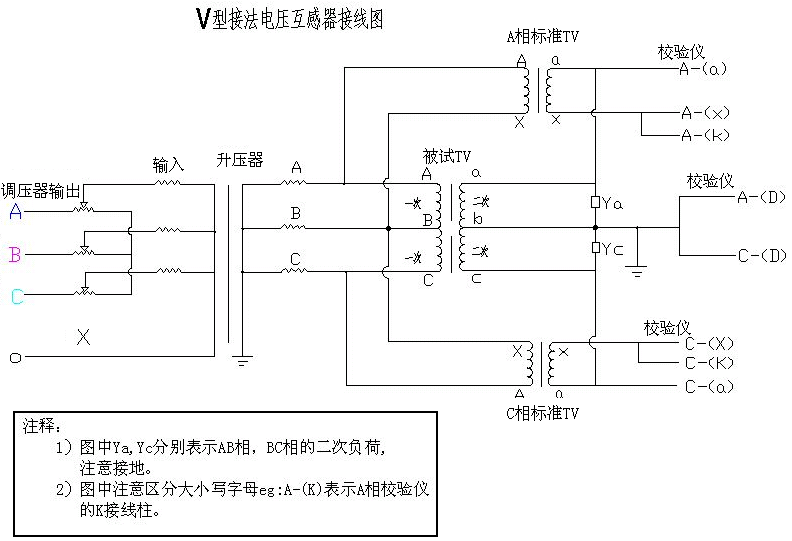 V型接法电压互感器接线图
A相标准TV
校验仪
A a
A-(a)
X x
A-(x)
A-(k)
调压器输出
输入
升压器
A
B
C
O
X
A
B
C
被试TV
A a
B b
C c
Ya
Yc
校验仪
A-(D)
C-(D)
校验仪
X x
C-(X)
C-(K)
A a
C-(a)
C相标准TV
注释：
1）图中Ya,Yc分别表示AB相，BC相的二次负荷，
注意接地。
2）图中注意区分大小写字母eg:A-(K)表示A相校验仪
的K接线柱。